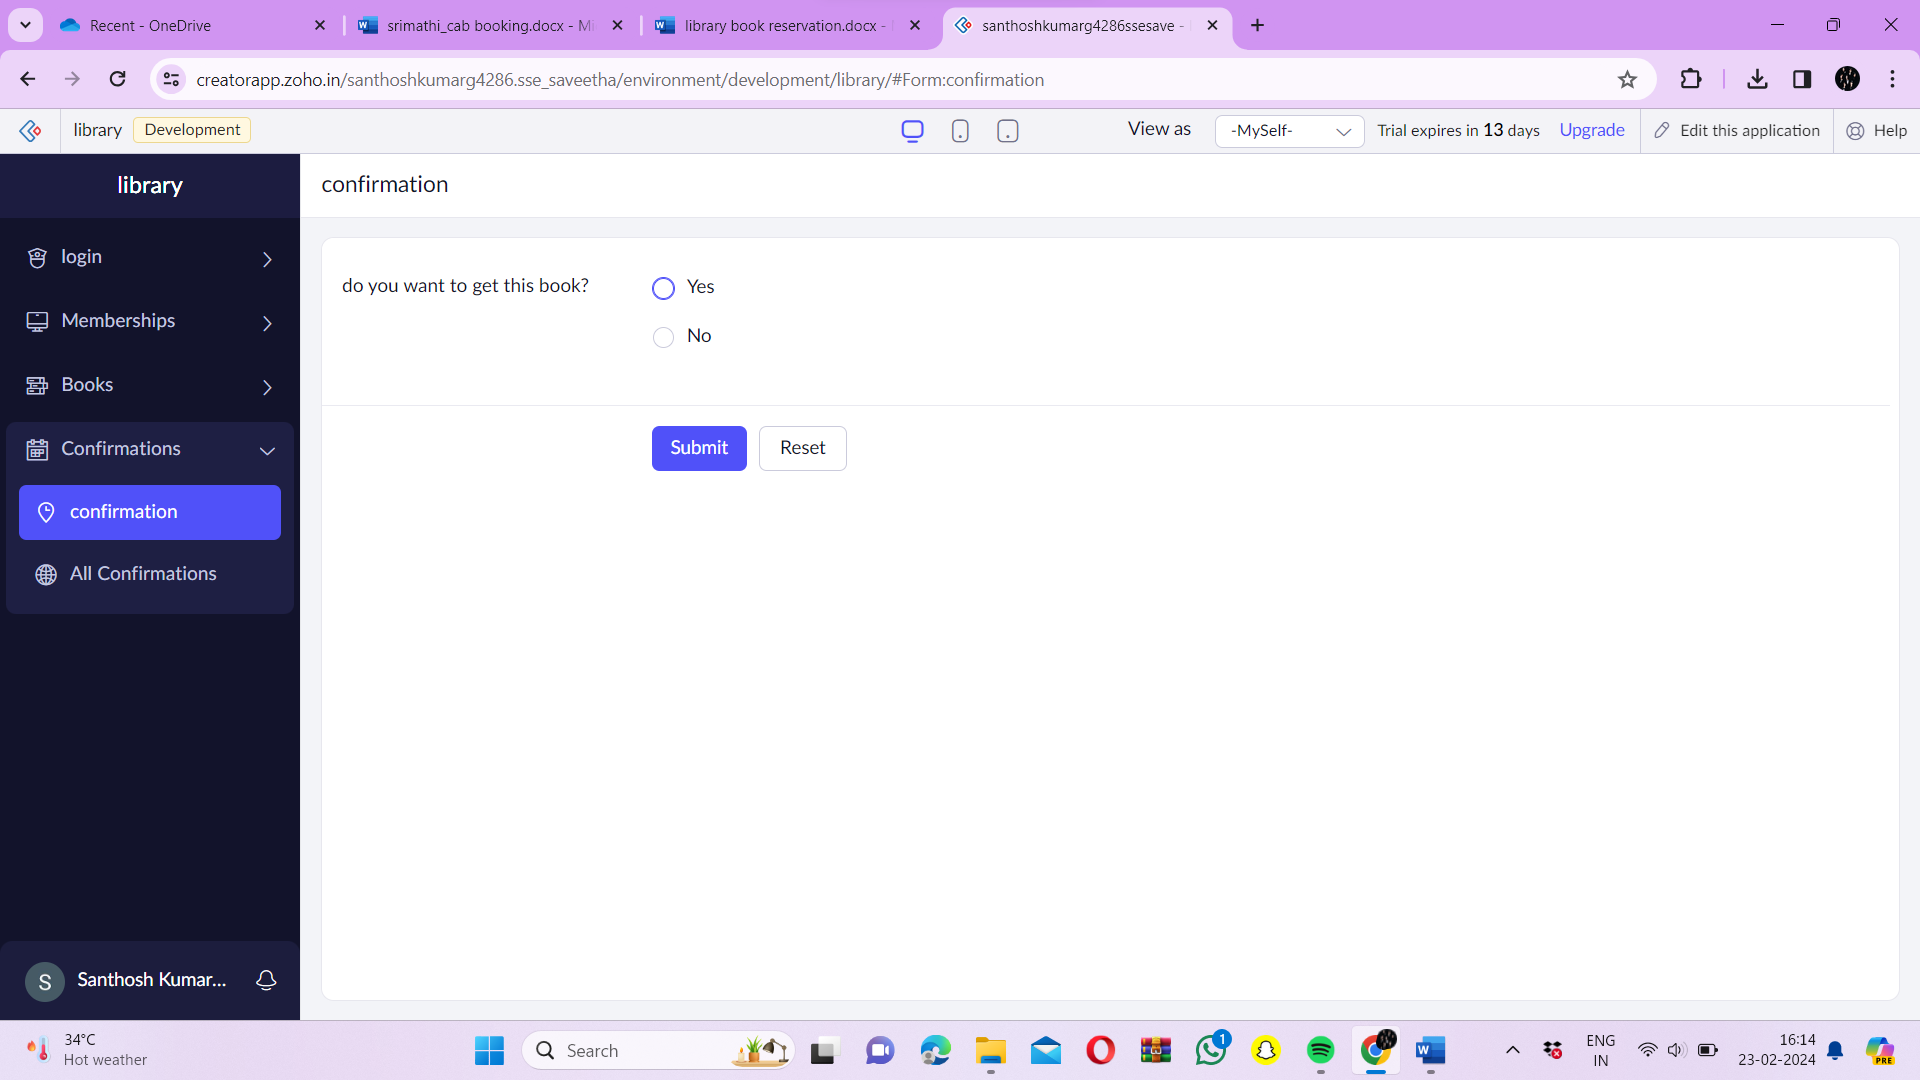 Recent - OneDrive
srimathi_cab booking.docx - Mi
library book reservation.docx -
santhoshkumarg4286ssesave -
creatorapp.zoho.in/santhoshkumarg4286.sse_saveetha/environment/development/library/#Form:confirmation
library
Development
View as
-MySelf-
Trial expires in 13 days
Upgrade
Edit this application
Help
library
confirmation
login
Memberships
Books
Confirmations
confirmation
All Confirmations
do you want to get this book?
Yes
No
Submit
Reset
S
Santhosh Kumar...
34°C
Hot weather
Search
1
ENG
IN
16:14
23-02-2024
PRE